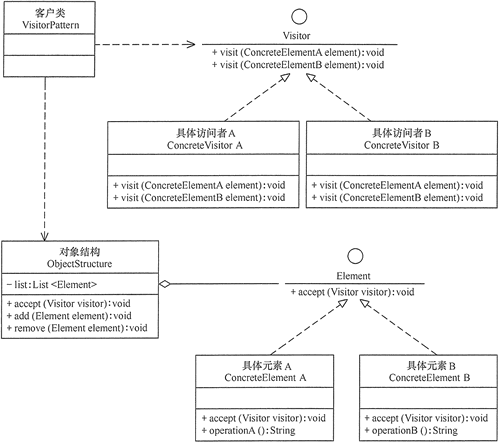 客户类
VisitorPattern
Visitor
+ visit (ConcreteElementA element):void
+ visit (ConcreteElementB element):void
具体访问者A
ConcreteVisitor A
+ visit (ConcreteElementA element):void
+ visit (ConcreteElementB element):void
具体访问者B
ConcreteVisitor B
+ visit (ConcreteElementA element):void
+ visit (ConcreteElementB element):void
对象结构
ObjectStructure
– list:List <Element>
+ accept (Visitor visitor):void
+ add (Element element):void
+ remove (Element element):void
Element
+ accept (Visitor visitor):void
具体元素A
ConcreteElement A
+ accept (Visitor visitor):void
+ operationA ():String
具体元素B
ConcreteElement B
+ accept (Visitor visitor):void
+ operationB ():String